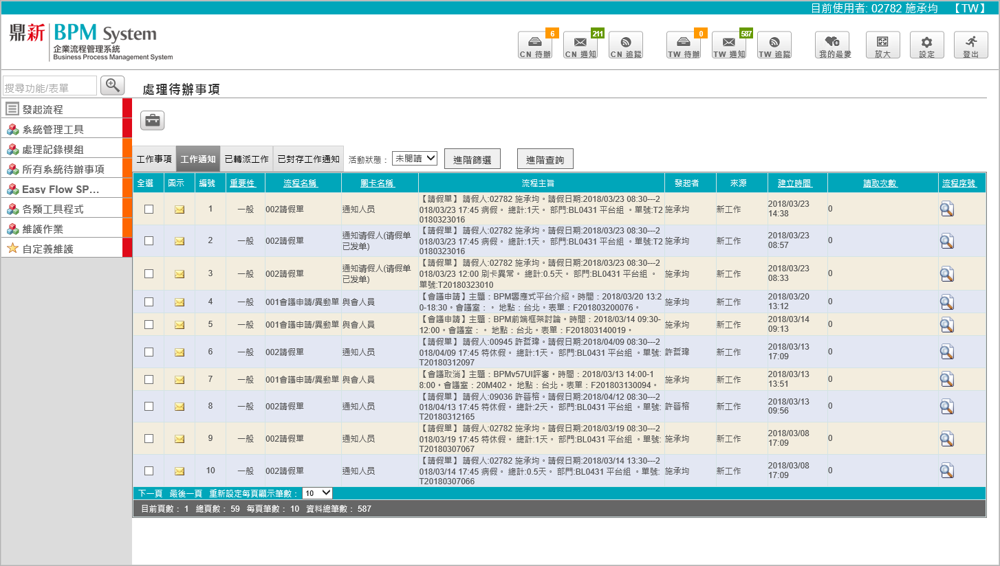 目前使用者: 02782 施承均 【TW】
鼎新 BPM System
企業流程管理系統
Business Process Management System
6 211 0 587
CN 待辦 CN 通知 CN 追蹤 TW 待辦 TW 通知 TW 追蹤 我的最愛 放大 設定 登出
搜尋功能/表單
處理待辦事項
發起流程
系統管理工具
處理記錄模組
所有系統待辦事項
Easy Flow SP...
各類工具程式
維護作業
自定義維護
工作事項 工作通知 已轉派工作 已封存工作通知 活動狀態： 未閱讀 進階篩選 進階查詢
全選 圖示 編號 重要性 流程名稱 關卡名稱 流程主旨 發起者 來源 建立時間 讀取次數 流程序號
1 一般 002請假單 通知人员
【請假單】 請假人:02782 施承均。請假日期:2018/03/23 08:30---2
018/03/23 17:45 病假。 總計:1天。 部門:BL0431 平台組 。單號:T2
0180323016
施承均 新工作
2018/03/23
14:38
0
2 一般 002請假單
通知请假人(请假单
已发单)
【請假單】 請假人:02782 施承均。請假日期:2018/03/23 08:30---2
018/03/23 17:45 病假。 總計:1天。 部門:BL0431 平台組 。單號:T2
0180323016
施承均 新工作
2018/03/23
08:57
0
3 一般 002請假單
通知请假人(请假单
已发单)
【請假單】 請假人:02782 施承均。請假日期:2018/03/23 08:30---2
018/03/23 12:00 刷卡異常。 總計:0.5天。 部門:BL0431 平台組 。
單號:T20180323010
施承均 新工作
2018/03/23
08:33
0
4 一般 001會議申請/異動單 與會人員
【會議申請】主題：BPM響應式平台介紹。時間：2018/03/20 13:2
0-18:30。會議室：。 地點：台北。表單：F201803200076。
施承均 新工作
2018/03/20
13:12
0
5 一般 001會議申請/異動單 與會人員
【會議申請】主題：BPM前端框架討論。時間：2018/03/14 09:30-
12:00。會議室：。 地點：台北。表單：F201803140019。
施承均 新工作
2018/03/14
09:13
0
6 一般 002請假單 通知人员
【請假單】 請假人:00945 許哲瑋。請假日期:2018/04/09 08:30---2
018/04/09 17:45 特休假。 總計:1天。 部門:BL0431 平台組 。單號:
T20180312097
許哲瑋 新工作
2018/03/13
17:09
0
7 一般 001會議申請/異動單 與會人員
【會議取消】主題：BPMv57UI評審。時間：2018/03/13 14:00-1
8:00。會議室：20M402。 地點：台北。表單：F201803130094。
施承均 新工作
2018/03/13
13:51
0
8 一般 002請假單 通知人员
【請假單】 請假人:09036 許晉榕。請假日期:2018/04/12 08:30---2
018/04/13 17:45 特休假。 總計:2天。 部門:BL0431 平台組 。單號:
T20180312165
許晉榕 新工作
2018/03/13
09:56
0
9 一般 002請假單 通知人员
【請假單】 請假人:02782 施承均。請假日期:2018/03/19 08:30---2
018/03/19 17:45 特休假。 總計:1天。 部門:BL0431 平台組 。單號:
T20180307067
施承均 新工作
2018/03/08
17:09
0
10 一般 002請假單 通知人员
【請假單】 請假人:02782 施承均。請假日期:2018/03/14 13:30---2
018/03/14 17:45 病假。 總計:0.5天。 部門:BL0431 平台組 。單號:
T20180307066
施承均 新工作
2018/03/08
17:09
0
下一頁 最後一頁 重新設定每頁顯示筆數： 10
目前頁數： 1 總頁數： 59 每頁筆數： 10 資料總筆數： 587